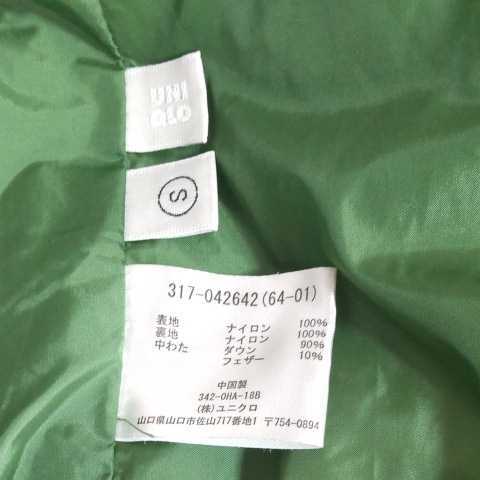 UNI
QLO
S
317-042642(64-01)
表地 ナイロン 100%
裏地 ナイロン 100%
中わた ダウン 90%
フェザー 10%
中国製
342-OHA-18B
(株)ユニクロ
山口県山口市佐山717番地1 〒754-0894